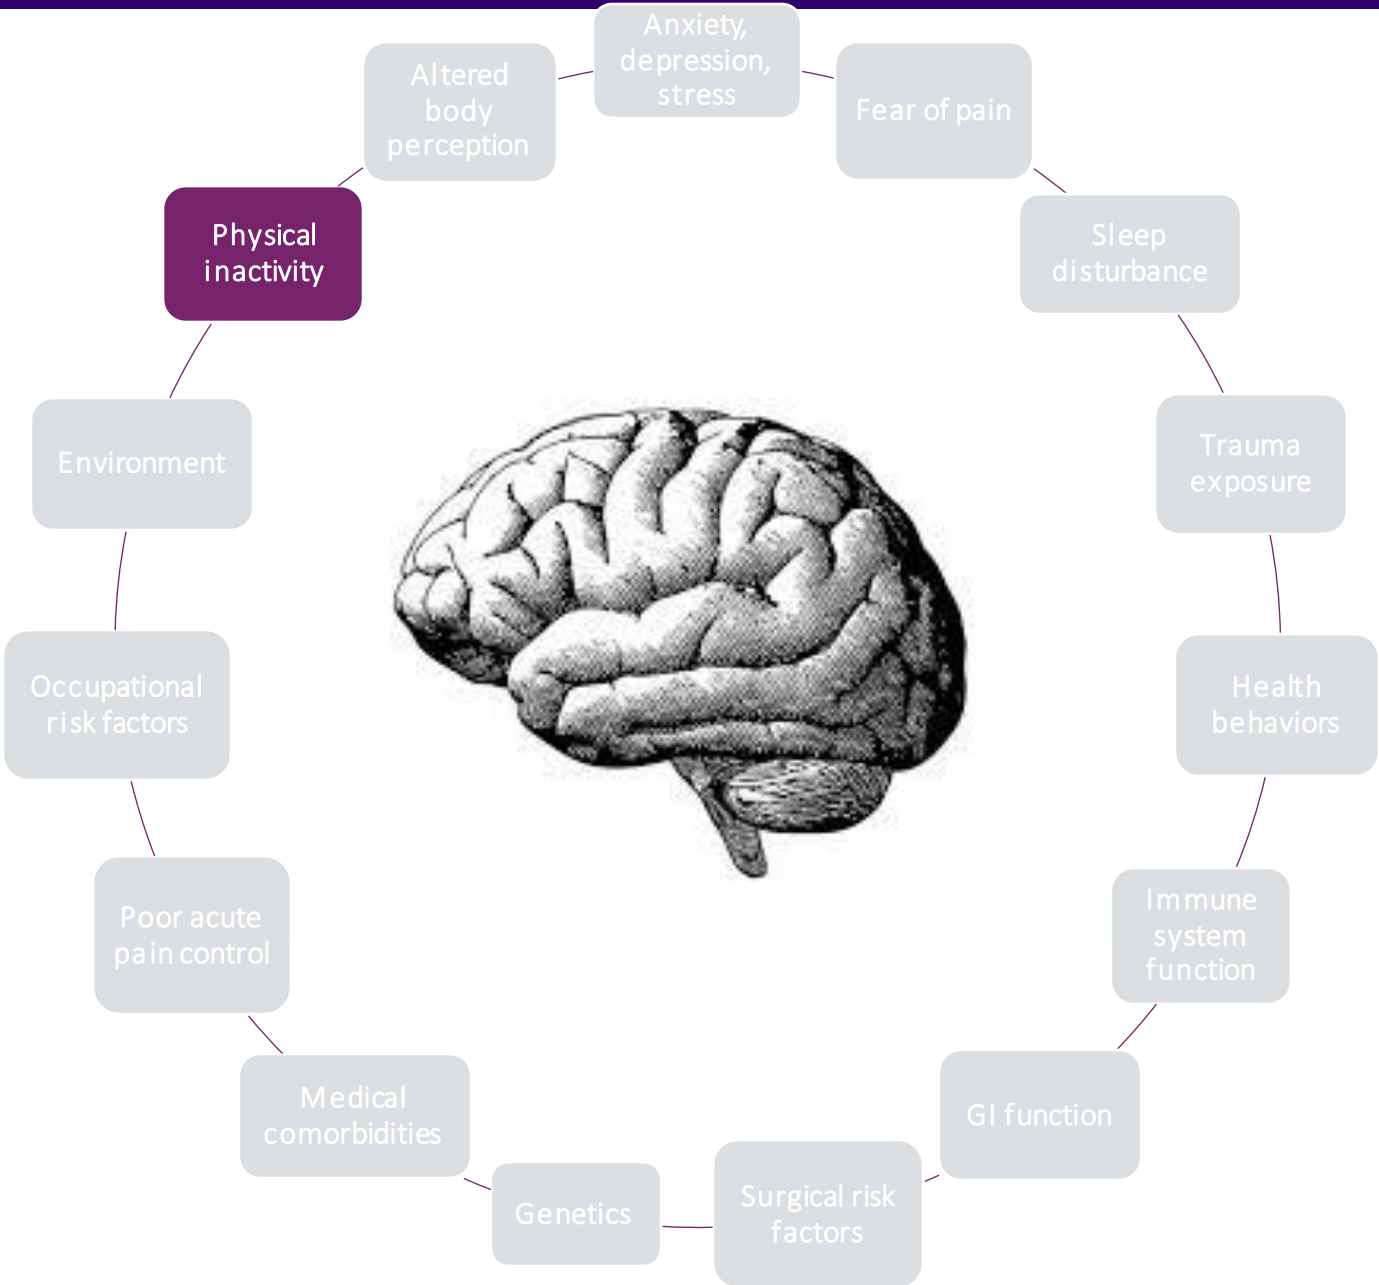 Anxiety,
depression,
stress
Fear of pain
Sleep
disturbance
Trauma
exposure
Health
behaviors
Immune
system
function
GI function
Surgical risk
factors
Genetics
Medical
comorbidities
Poor acute
pain control
Occupational
risk factors
Environment
Physical
inactivity
Altered
body
perception